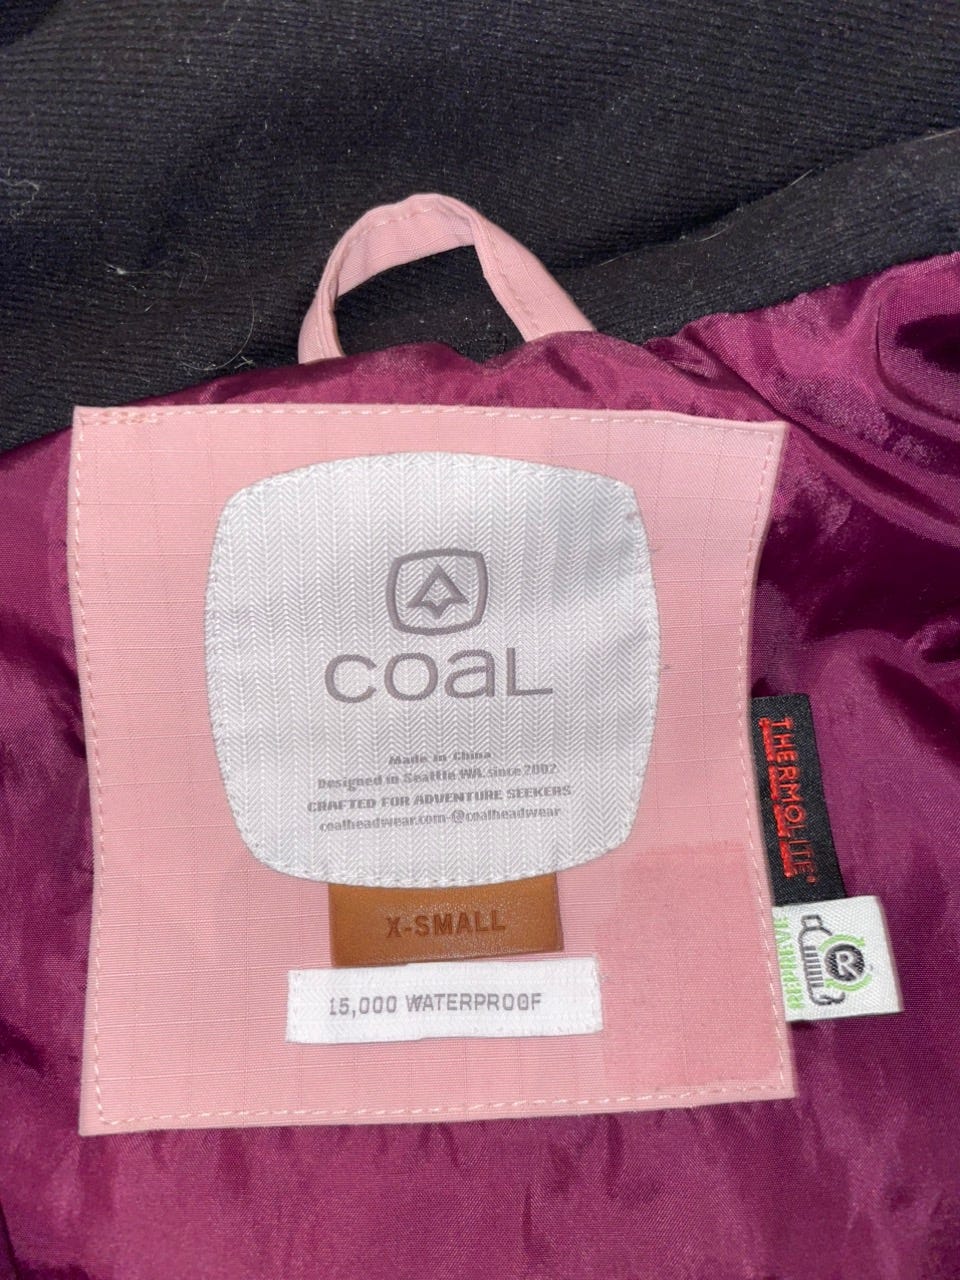 COAL
Made in China
Designed in Seattle WA. since 2002
CRAFTED FOR ADVENTURE SEEKERS
coalheadwear.com-@coalheadwear
X-SMALL
15,000 WATERPROOF
THERMOLITE®
REPREVE
R